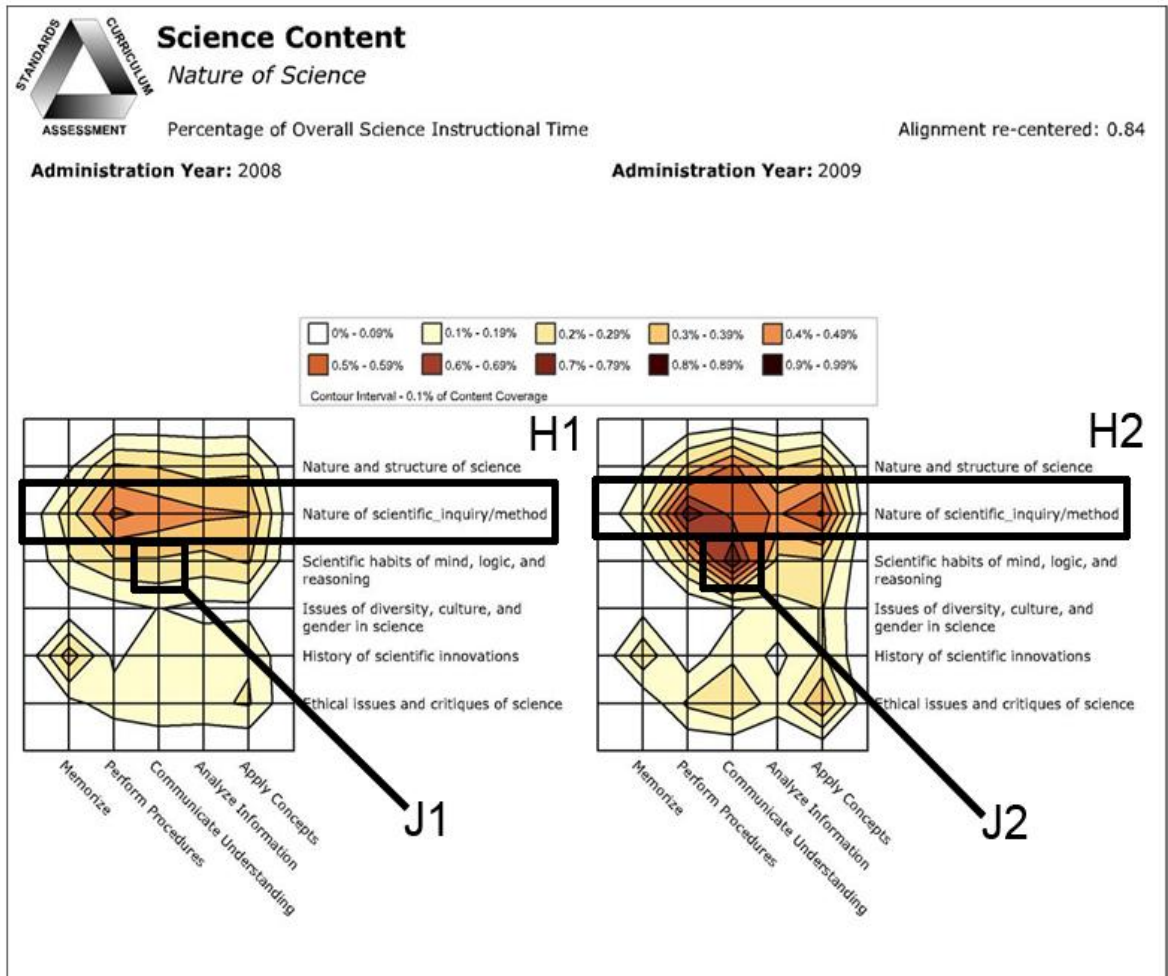 STANDARDS
CURRICULUM
ASSESSMENT
Science Content
Nature of Science
Percentage of Overall Science Instructional Time
Alignment re-centered: 0.84
Administration Year: 2008
Administration Year: 2009
0% - 0.09%
0.1% - 0.19%
0.2% - 0.29%
0.3% - 0.39%
0.4% - 0.49%
0.5% - 0.59%
0.6% - 0.69%
0.7% - 0.79%
0.8% - 0.89%
0.9% - 0.99%
Contour Interval - 0.1% of Content Coverage
H1
Nature and structure of science
Nature of scientific_inquiry/method
Scientific habits of mind, logic, and
reasoning
Issues of diversity, culture, and
gender in science
History of scientific innovations
Ethical issues and critiques of science
Memorize
Perform Procedures
Communicate Understanding
Analyze Information
Apply Concepts
J1
H2
Nature and structure of science
Nature of scientific_inquiry/method
Scientific habits of mind, logic, and
reasoning
Issues of diversity, culture, and
gender in science
History of scientific innovations
Ethical issues and critiques of science
Memorize
Perform Procedures
Communicate Understanding
Analyze Information
Apply Concepts
J2